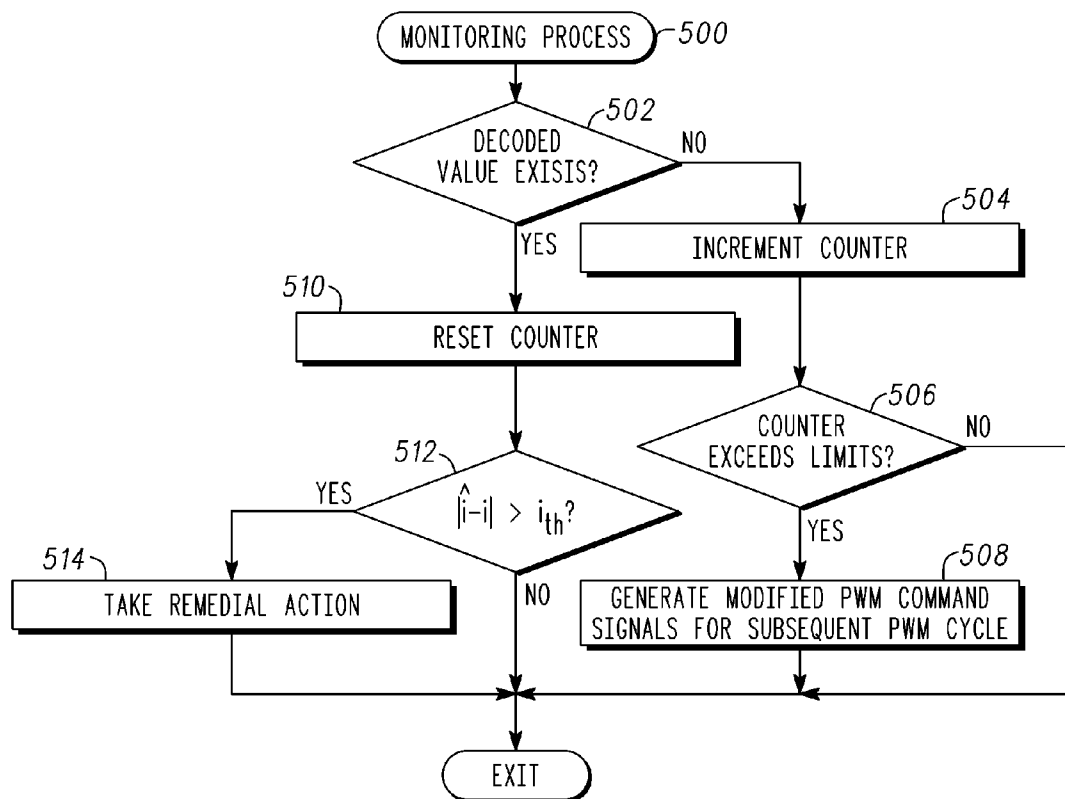 MONITORING PROCESS
500
502
DECODED
VALUE EXISIS?
NO
YES
504
INCREMENT COUNTER
510
RESET COUNTER
506
COUNTER
EXCEEDS LIMITS?
NO
YES
512
|î-i| > i_th?
YES
NO
514
TAKE REMEDIAL ACTION
508
GENERATE MODIFIED PWM COMMAND
SIGNALS FOR SUBSEQUENT PWM CYCLE
EXIT